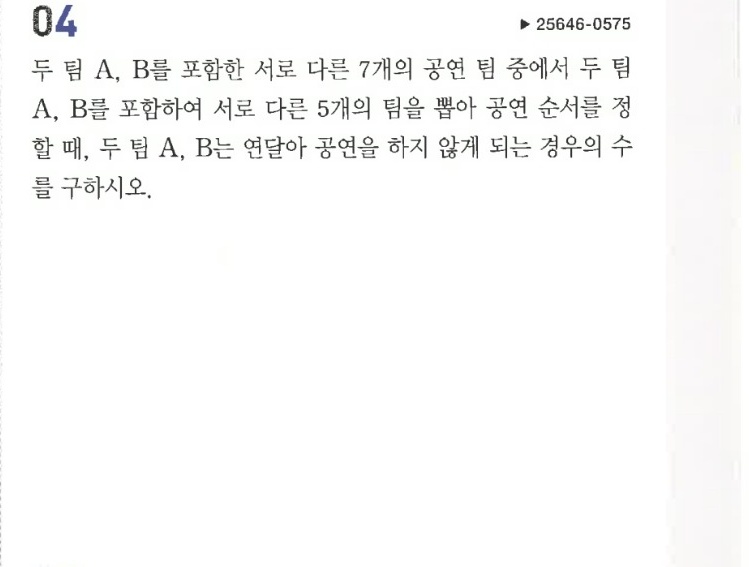 04
▶ 25646-0575
두 팀 A, B를 포함한 서로 다른 7개의 공연 팀 중에서 두 팀
A, B를 포함하여 서로 다른 5개의 팀을 뽑아 공연 순서를 정
할 때, 두 팀 A, B는 연달아 공연을 하지 않게 되는 경우의 수
를 구하시오.